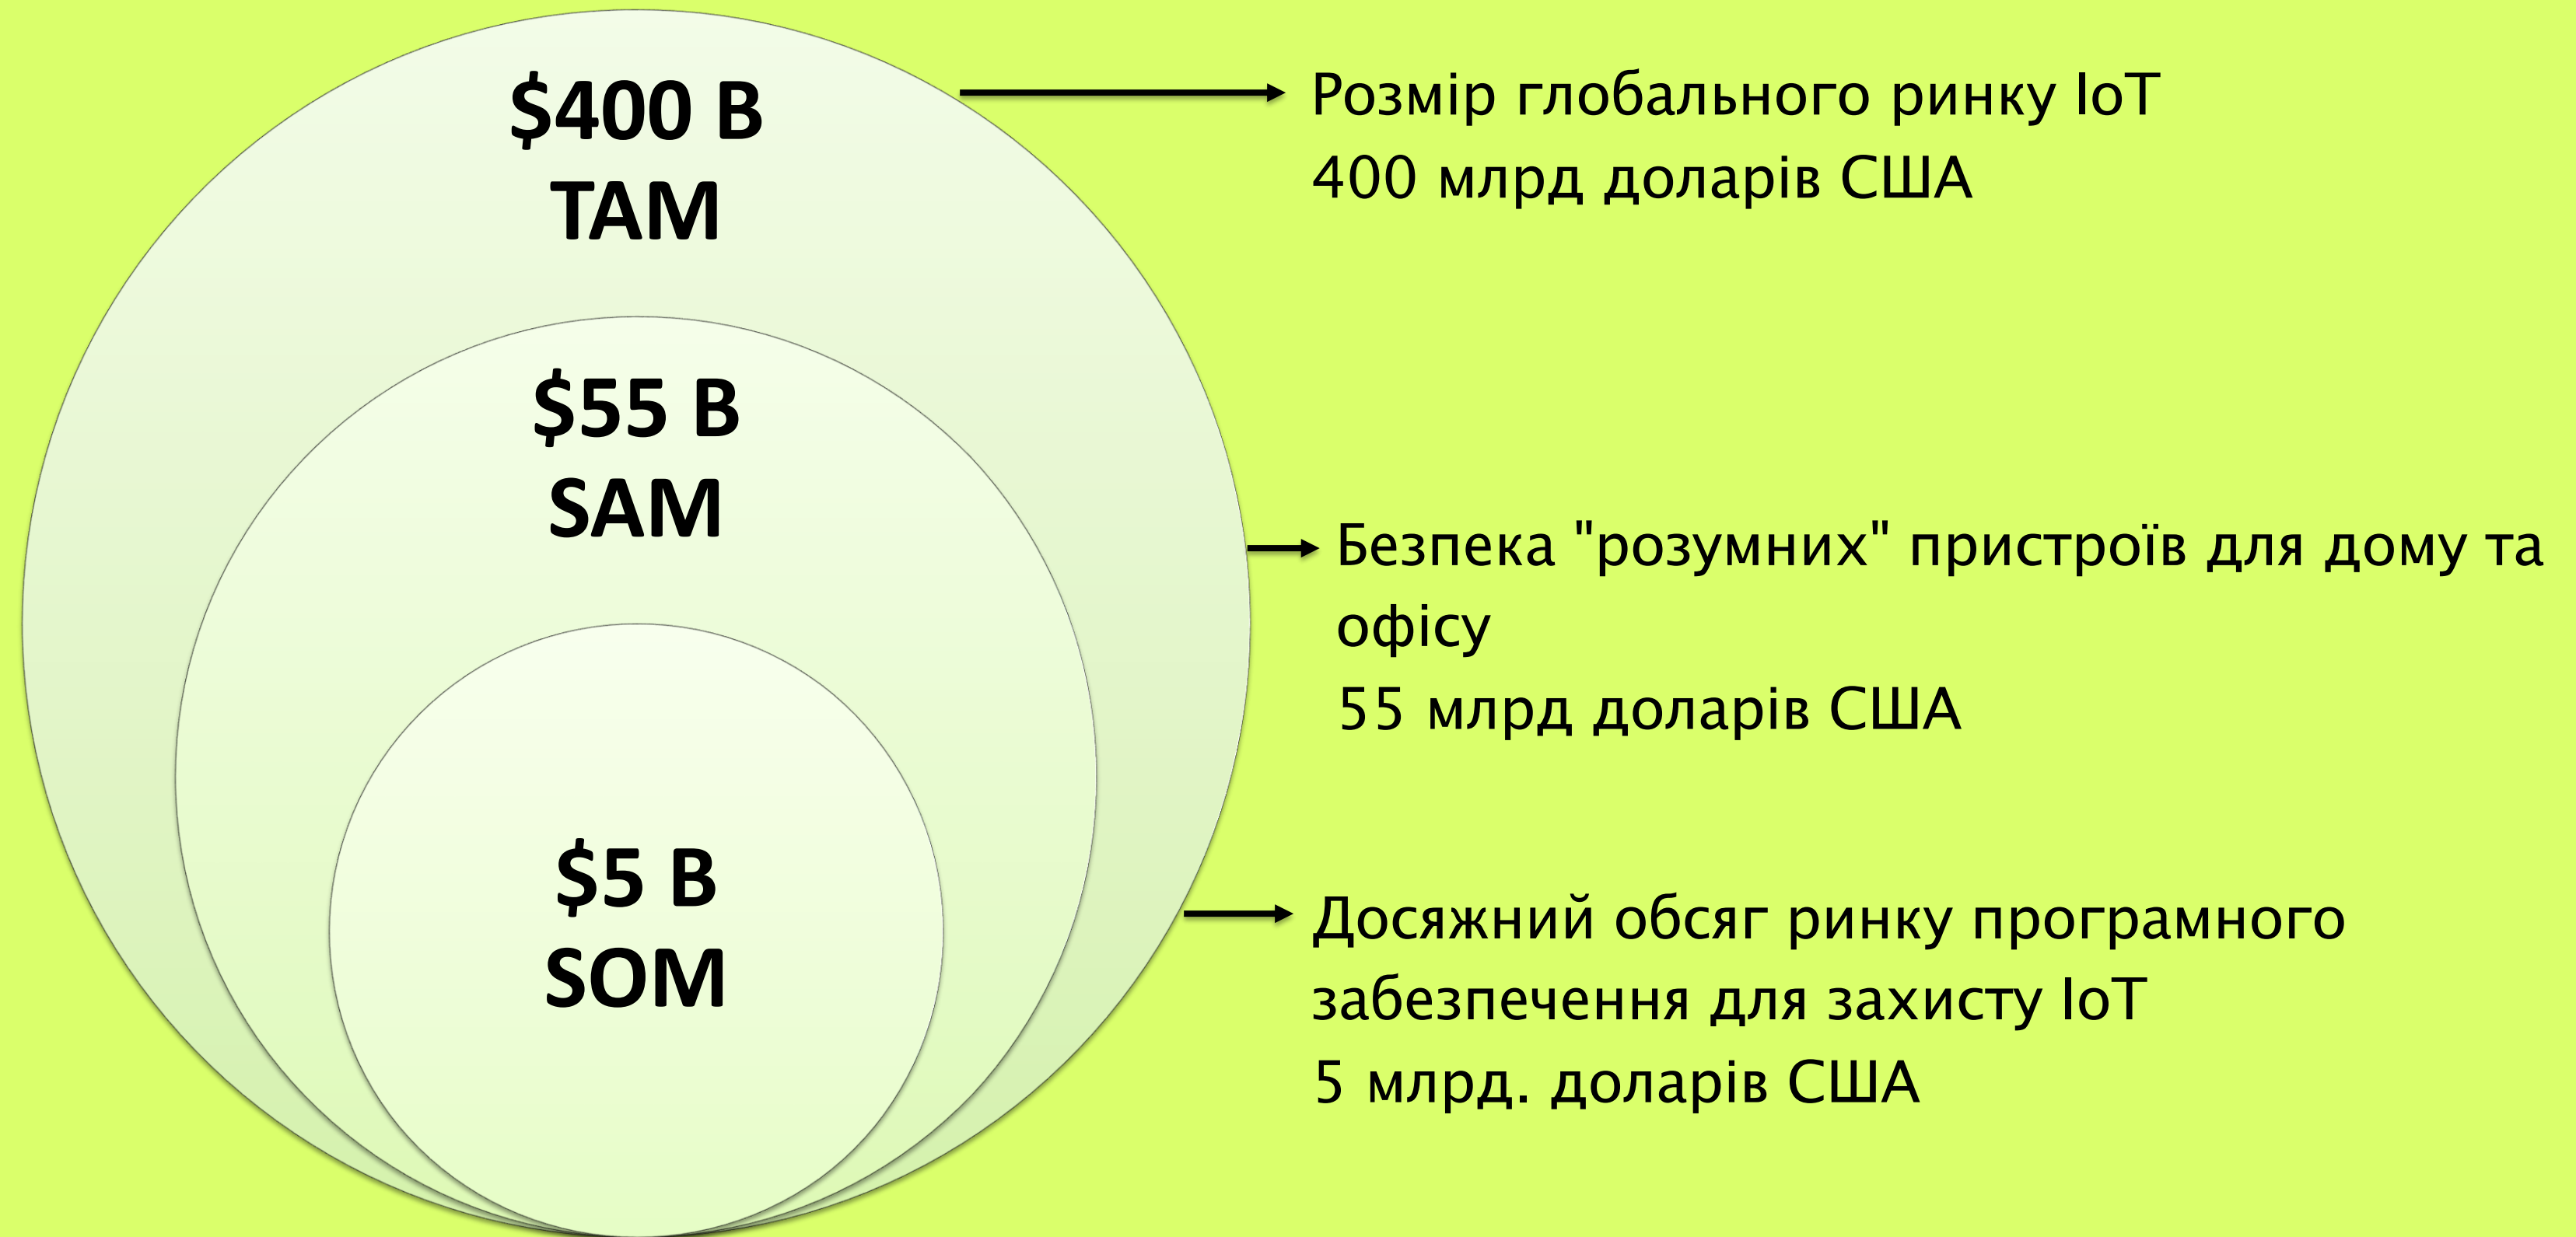 $400 B
TAM
Розмір глобального ринку IoT
400 млрд доларів США
$55 B
SAM
Безпека "розумних" пристроїв для дому та
офісу
55 млрд доларів США
$5 B
SOM
Досяжний обсяг ринку програмного
забезпечення для захисту IoT
5 млрд. доларів США